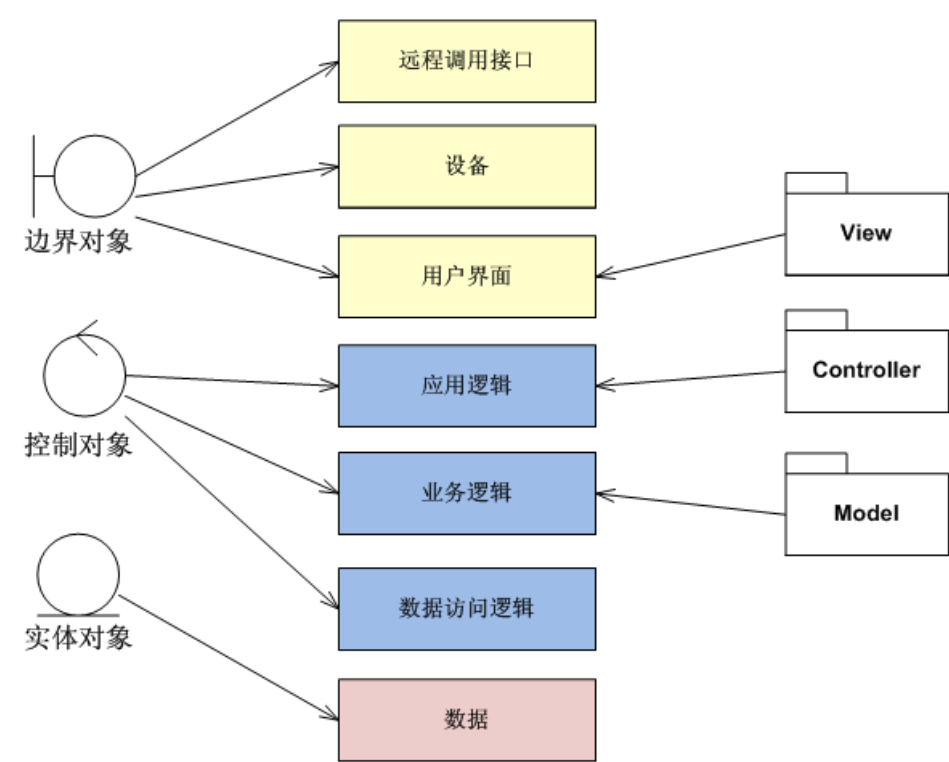 远程调用接口
设备
边界对象
用户界面
View
应用逻辑
Controller
控制对象
业务逻辑
Model
数据访问逻辑
实体对象
数据